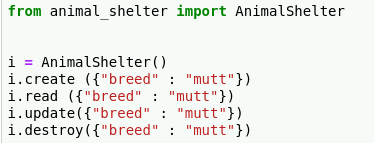 from animal_shelter import AnimalShelter
i = AnimalShelter()
i.create ({"breed" : "mutt"})
i.read ({"breed" : "mutt"})
i.update({"breed" : "mutt"})
i.destroy({"breed" : "mutt"})